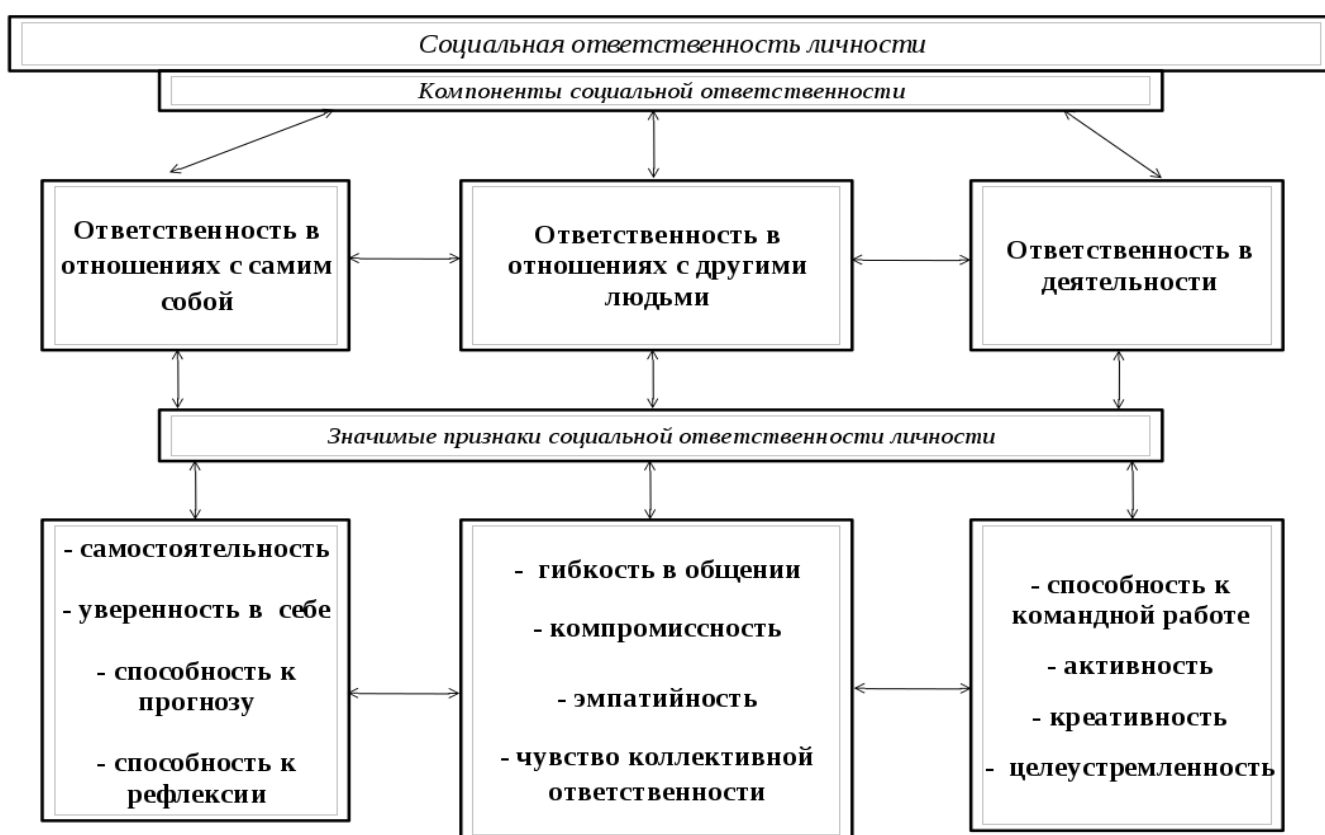 Социальная ответственность личности
Компоненты социальной ответственности
Ответственность в
отношениях с самим
собой
Ответственность в
отношениях с другими
людьми
Ответственность в
деятельности
Значимые признаки социальной ответственности личности
- самостоятельность
- уверенность в себе
- способность к
прогнозу
- способность к
рефлексии
- гибкость в общении
- компромиссность
- эмпатийность
- чувство коллективной
ответственности
- способность к
командной работе
- активность
- креативность
- целеустремленность